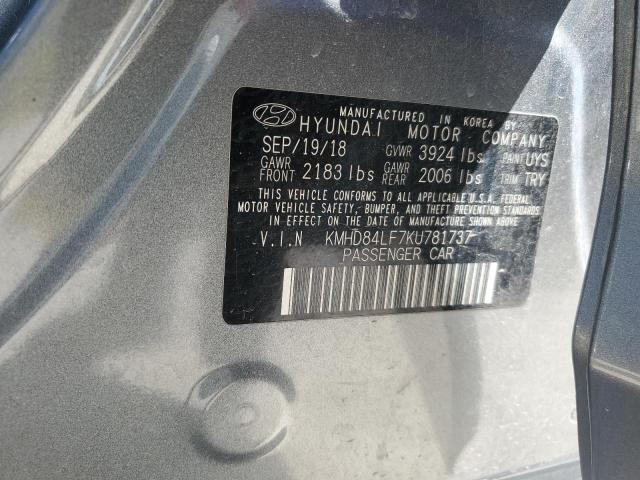 MANUFACTURED IN KOREA BY
HYUNDAI MOTOR COMPANY
SEP/19/18 GVWR 3924 lbs PAINT UYS
GAWR FRONT 2183 lbs GAWR REAR 2006 lbs TRIM TRY
THIS VEHICLE CONFORMS TO ALL APPLICABLE U.S.A. FEDERAL
MOTOR VEHICLE SAFETY, BUMPER, AND THEFT PREVENTION STANDARDS
IN EFFECT ON THE DATE OF MANUFACTURE SHOWN ABOVE
V.I.N KMHD84LF7KU781737
PASSENGER CAR